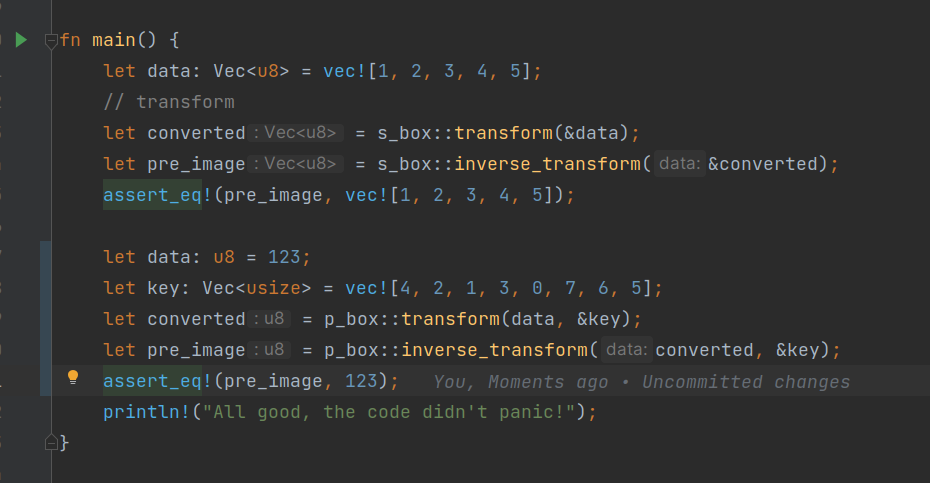 fn main() {
    let data: Vec<u8> = vec![1, 2, 3, 4, 5];
    // transform
    let converted : Vec<u8> = s_box::transform(&data);
    let pre_image : Vec<u8> = s_box::inverse_transform( data: &converted);
    assert_eq!(pre_image, vec![1, 2, 3, 4, 5]);
    let data: u8 = 123;
    let key: Vec<usize> = vec![4, 2, 1, 3, 0, 7, 6, 5];
    let converted : u8 = p_box::transform(data, &key);
    let pre_image : u8 = p_box::inverse_transform( data: converted, &key);
    assert_eq!(pre_image, 123);    You, Moments ago • Uncommitted changes
    println!("All good, the code didn't panic!");
}